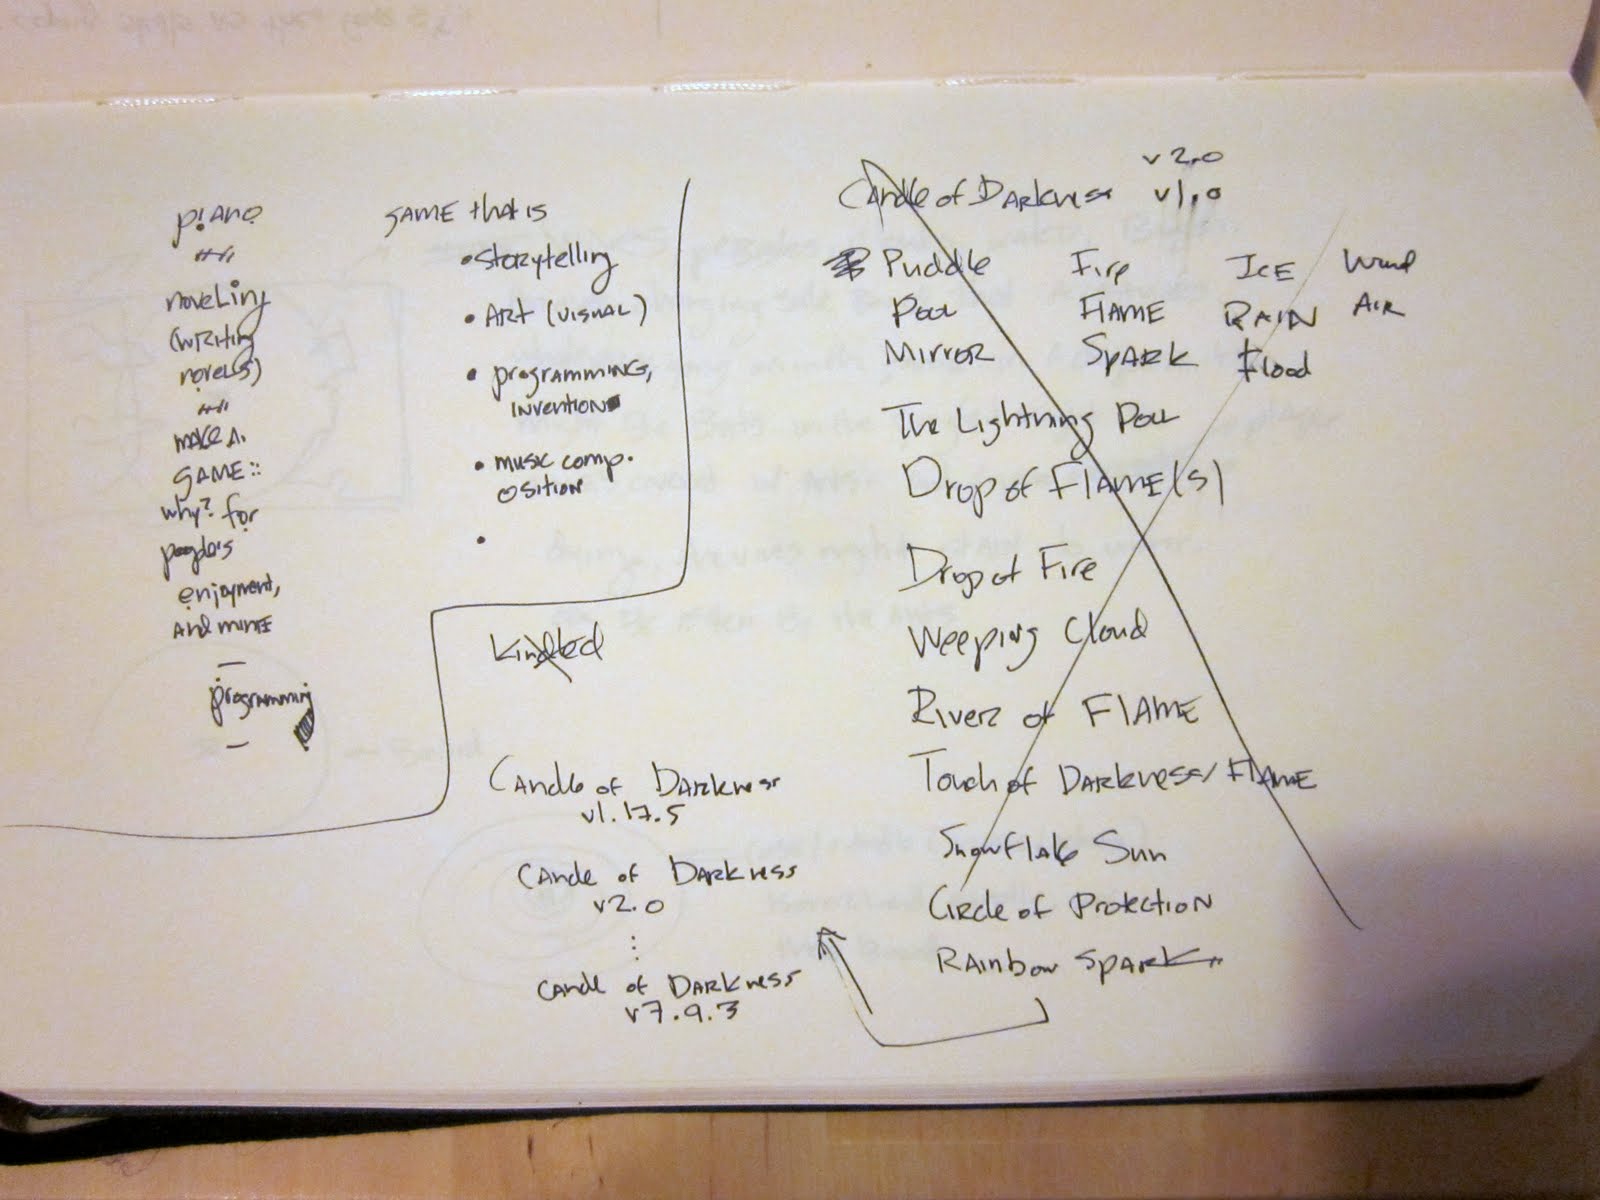 piano
noveling
(writing
novel(s)
make a
GAME::
why? for
people's
enjoyment,
and mine
—
programming
—
GAME that is
• storytelling
• Art (visual)
• programming,
invention
• music comp.
osition
•
Kindled
Candle of Darkness
v1.17.5
Candle of Darkness
v2.0
⋮
Candle of Darkness
v7.9.3
v 2.0
Candle of Darkness v1.0
Puddle Fire ICE Wind
Pool FLAME RAIN AIR
Mirror SPARK Flood
The Lightning Pool
Drop of FLAME(S)
Drop of Fire
Weeping Cloud
River of FLAME
Touch of Darkness/FLAME
Snowflake Sun
Circle of Protection
Rainbow Spark